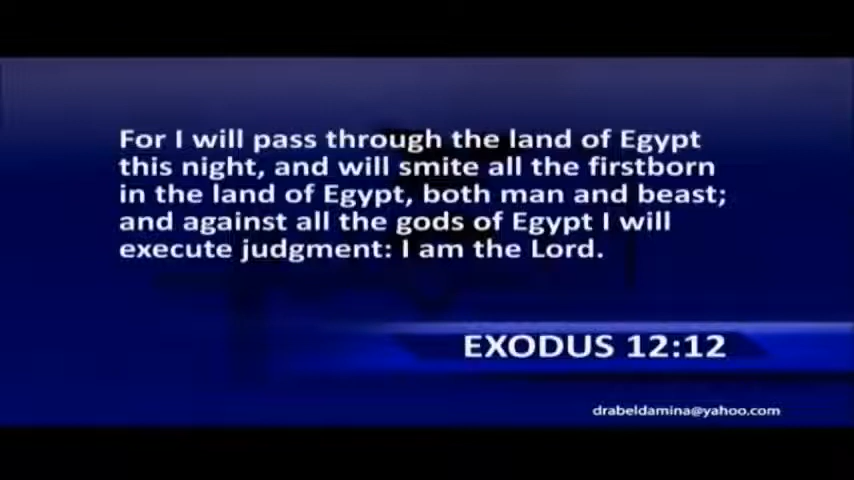 For I will pass through the land of Egypt
this night, and will smite all the firstborn
in the land of Egypt, both man and beast;
and against all the gods of Egypt I will
execute judgment: I am the Lord.
EXODUS 12:12
drabeldamina@yahoo.com